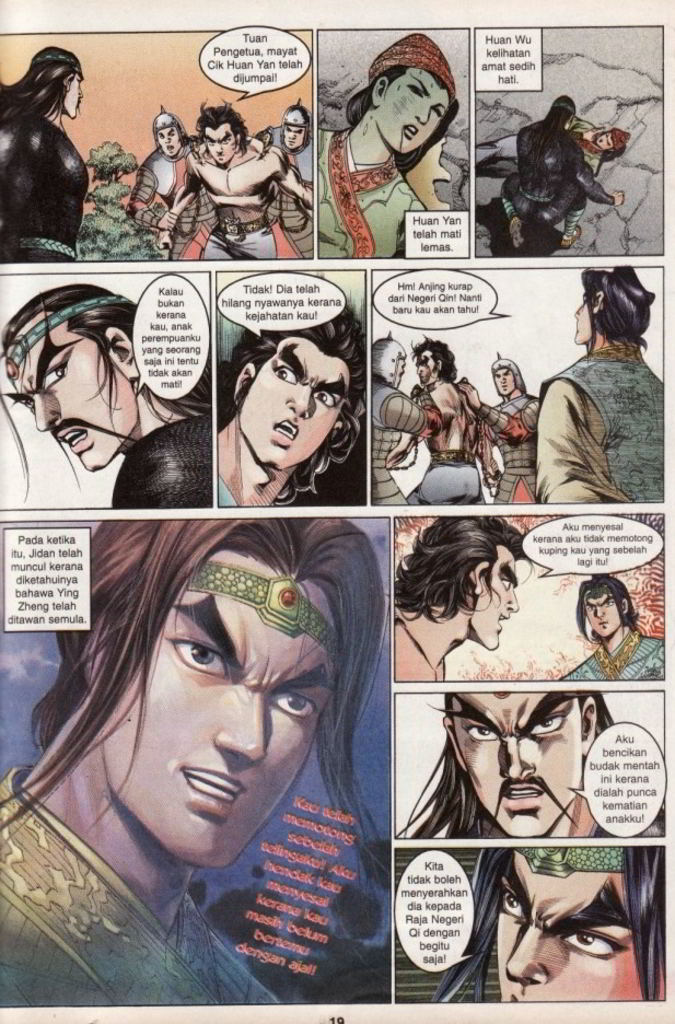 Tuan
Pengetua, mayat
Cik Huan Yan telah
dijumpai!
Huan Yan
telah mati
lemas.
Huan Wu
kelihatan
amat sedih
hati.
Kalau
bukan
kerana
kau, anak
perempuanku
yang seorang
saja ini tentu
tidak akan
mati!
Tidak! Dia telah
hilang nyawanya kerana
kejahatan kau!
Hm! Anjing kurap
dari Negeri Qin! Nanti
baru kau akan tahu!
Pada ketika
itu, Jidan telah
muncul kerana
diketahuinya
bahawa Ying
Zheng telah
ditawan semula.
Kau telah
memotong
sebelah
telingaku! Aku
hendak kau
menyesal
kerana kau
masih belum
bertemu
dengan ajal!
Aku menyesal
kerana aku tidak memotong
kuping kau yang sebelah
lagi itu!
Aku
bencikan
budak mentah
ini kerana
dialah punca
kematian
anakku!
Kita
tidak boleh
menyerahkan
dia kepada
Raja Negeri
Qi dengan
begitu
saja!
19